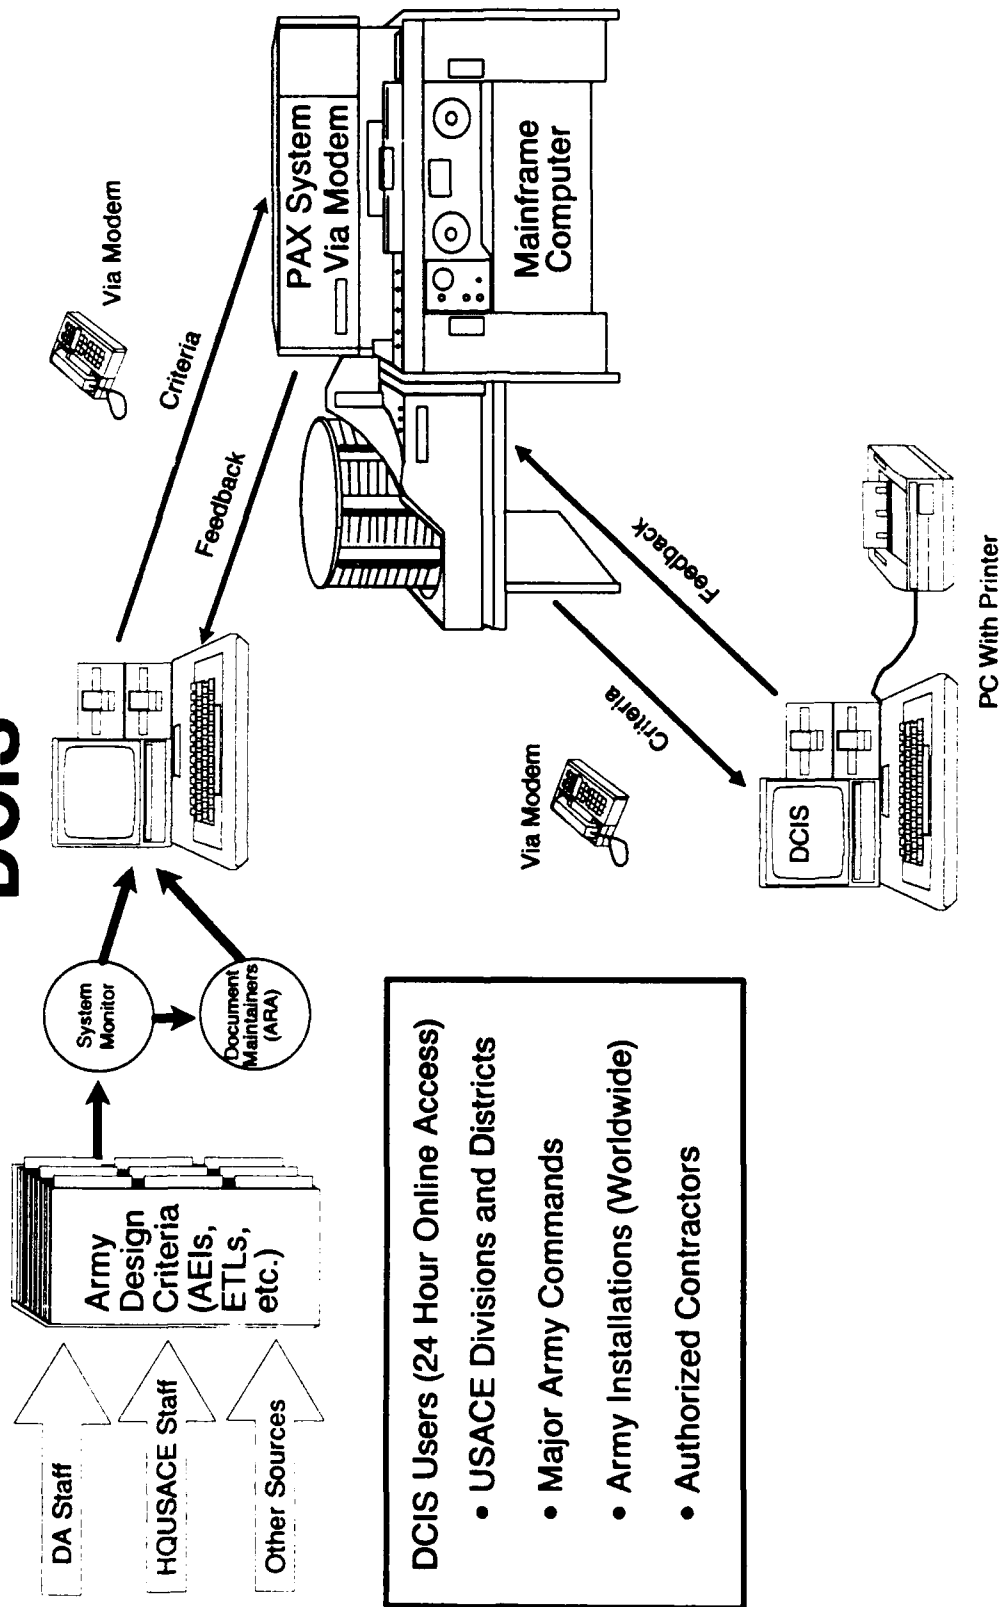 DCIS
DA Staff
HQUSACE Staff
Other Sources
Army
Design
Criteria
(AEIs,
ETLs,
etc.)
System
Monitor
Document
Maintainers
(ARA)
Via Modem
Criteria
Feedback
PAX System
Via Modem
Mainframe
Computer
Feedback
Criteria
Via Modem
DCIS
PC With Printer
DCIS Users (24 Hour Online Access)
• USACE Divisions and Districts
• Major Army Commands
• Army Installations (Worldwide)
• Authorized Contractors